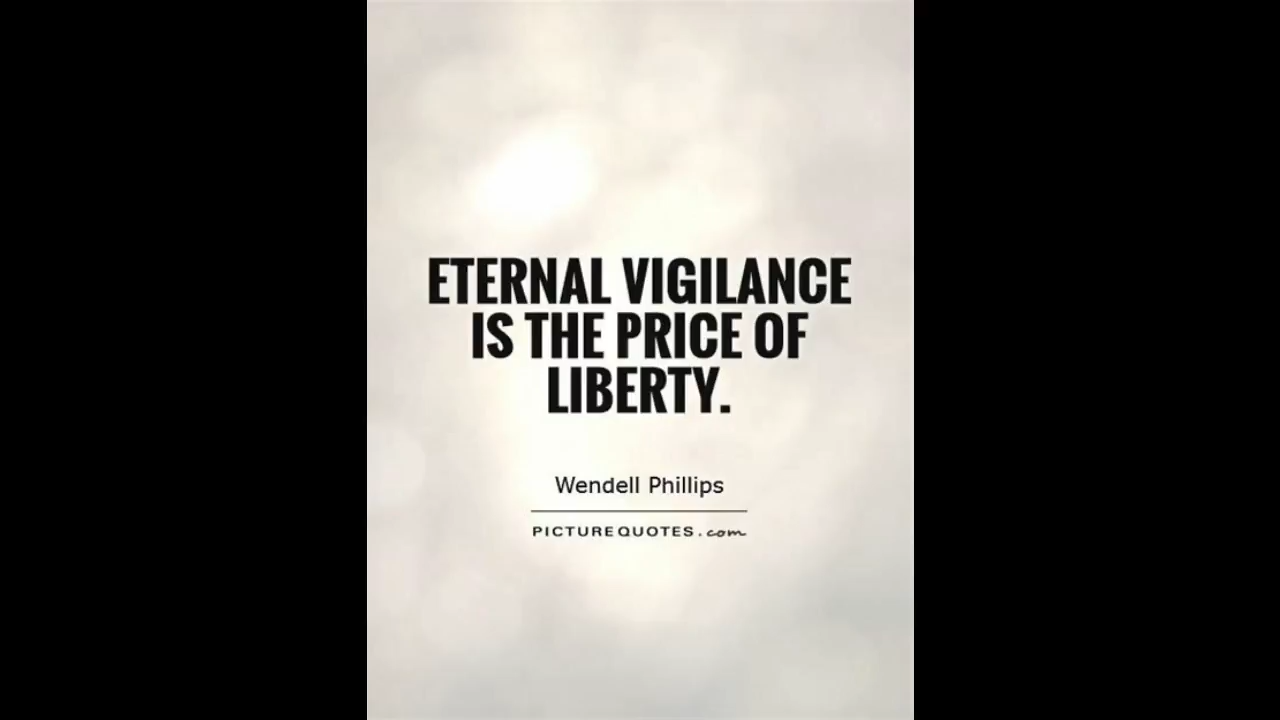 ETERNAL VIGILANCE
IS THE PRICE OF
LIBERTY.
Wendell Phillips
PICTUREQUOTES.com